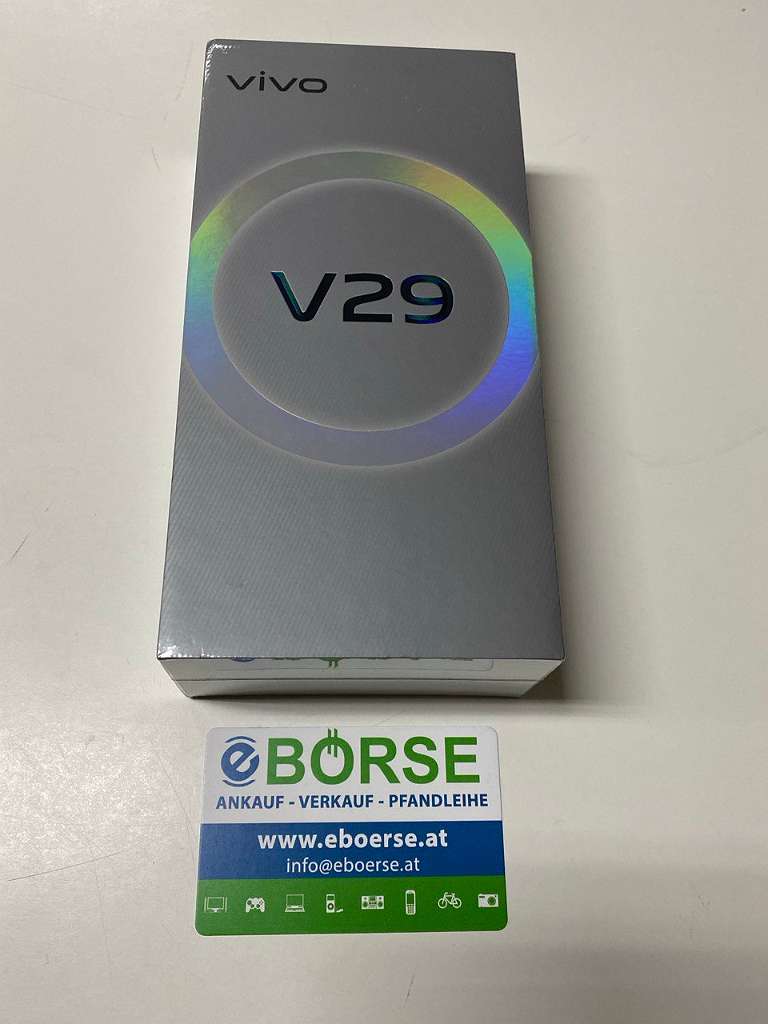 vivo
V29
eBÖRSE
ANKAUF - VERKAUF - PFANDLEIHE
www.eboerse.at
info@eboerse.at